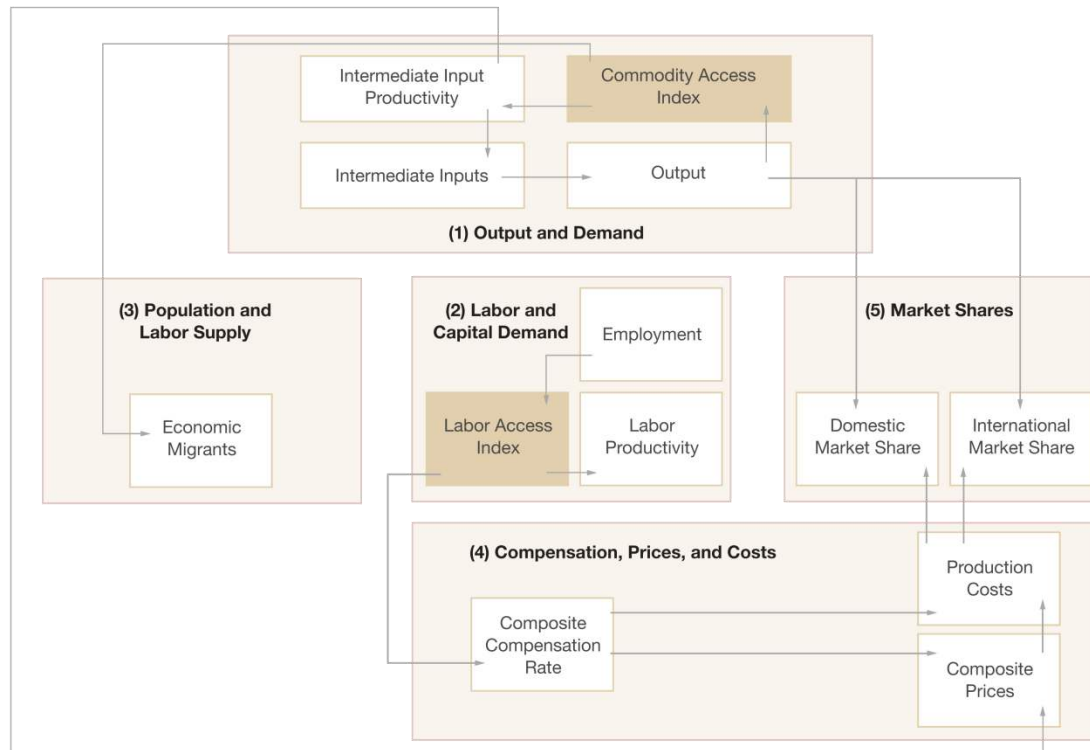 Intermediate Input
Productivity
Commodity Access
Index
Intermediate Inputs
Output
(1) Output and Demand
(3) Population and
Labor Supply
Economic
Migrants
(2) Labor and
Capital Demand
Employment
Labor Access
Index
Labor
Productivity
(5) Market Shares
Domestic
Market Share
International
Market Share
(4) Compensation, Prices, and Costs
Composite
Compensation
Rate
Production
Costs
Composite
Prices